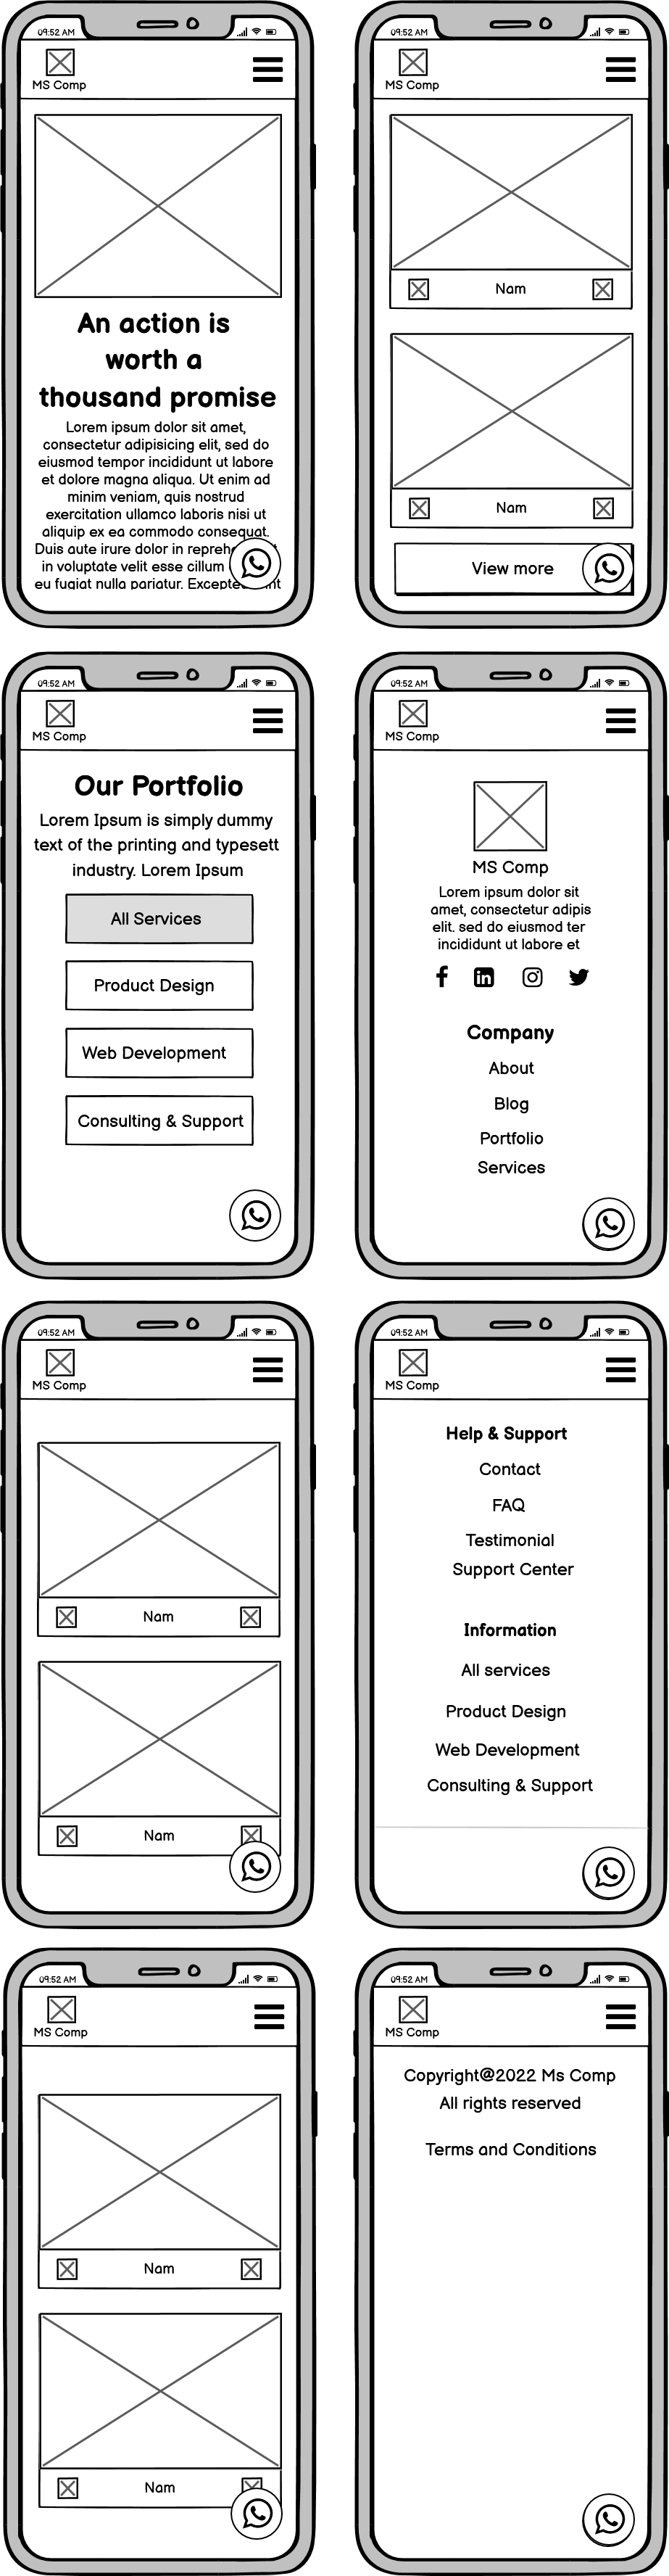 09:52 AM
MS Comp
An action is
worth a
thousand promise
Lorem ipsum dolor sit amet,
consectetur adipisicing elit, sed do
eiusmod tempor incididunt ut labore
et dolore magna aliqua. Ut enim ad
minim veniam, quis nostrud
exercitation ullamco laboris nisi ut
aliquip ex ea commodo consequat.
Duis aute irure dolor in
in voluptate velit esse cillum
eu fugiat nulla pariatur.
09:52 AM
MS Comp
Nam
Nam
View more
09:52 AM
MS Comp
Our Portfolio
Lorem Ipsum is simply dummy
text of the printing and typesett
industry. Lorem Ipsum
All Services
Product Design
Web Development
Consulting & Support
09:52 AM
MS Comp
MS Comp
Lorem ipsum dolor sit
amet, consectetur adipis
elit. sed do eiusmod ter
incididunt ut labore et
Company
About
Blog
Portfolio
Services
09:52 AM
MS Comp
Nam
Nam
09:52 AM
MS Comp
Help & Support
Contact
FAQ
Testimonial
Support Center
Information
All services
Product Design
Web Development
Consulting & Support
09:52 AM
MS Comp
Nam
Nam
09:52 AM
MS Comp
Copyright@2022 Ms Comp
All rights reserved
Terms and Conditions